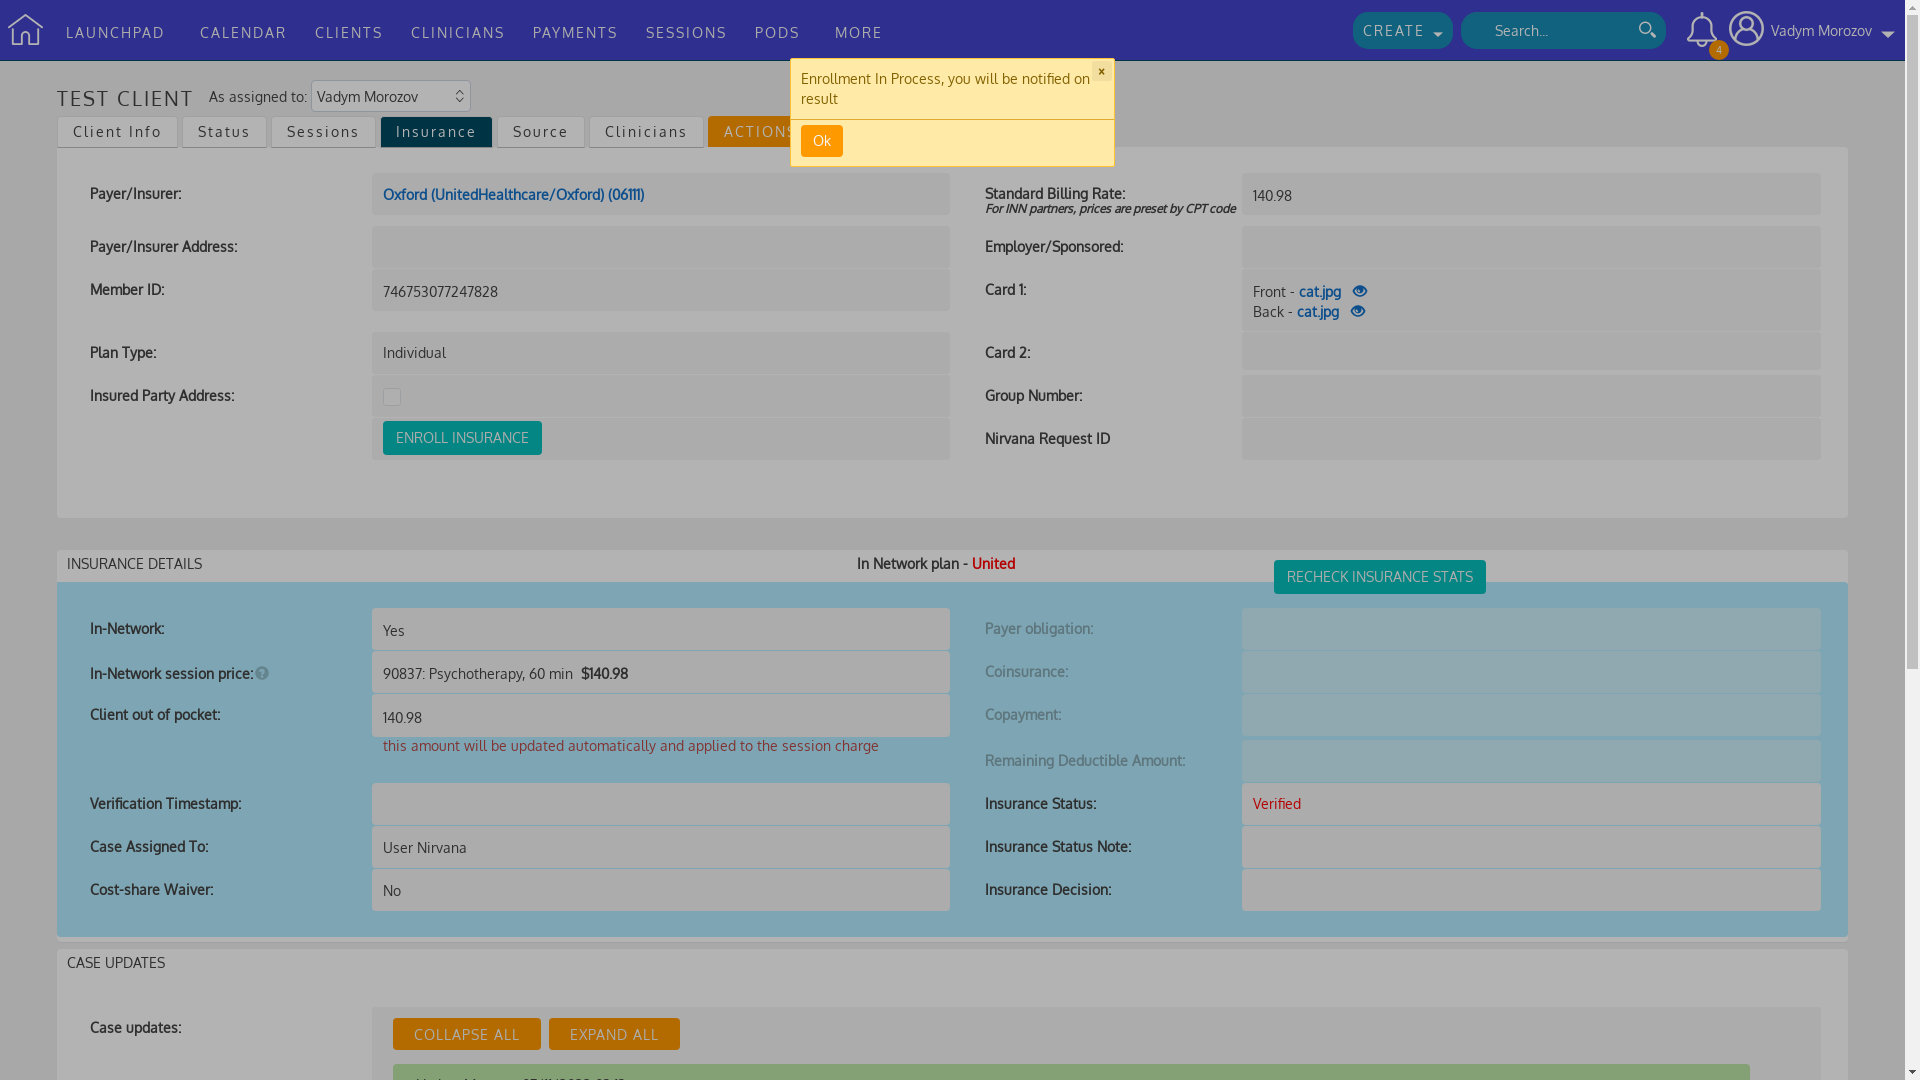 LAUNCHPAD CALENDAR CLIENTS CLINICIANS PAYMENTS SESSIONS PODS MORE CREATE Search... 4 Vadym Morozov
Enrollment In Process, you will be notified on
result
×
Ok
TEST CLIENT As assigned to: Vadym Morozov
Client Info Status Sessions Insurance Source Clinicians ACTIONS
Payer/Insurer: Oxford (UnitedHealthcare/Oxford) (06111) Standard Billing Rate: 140.98
For INN partners, prices are preset by CPT code
Payer/Insurer Address: Employer/Sponsored:
Member ID: 746753077247828 Card 1: Front - cat.jpg
Back - cat.jpg
Plan Type: Individual Card 2:
Insured Party Address: Group Number:
ENROLL INSURANCE Nirvana Request ID
INSURANCE DETAILS In Network plan - United
RECHECK INSURANCE STATS
In-Network: Yes Payer obligation:
In-Network session price: ? 90837: Psychotherapy, 60 min $140.98 Coinsurance:
Client out of pocket: 140.98 Copayment:
this amount will be updated automatically and applied to the session charge
Remaining Deductible Amount:
Verification Timestamp: Insurance Status: Verified
Case Assigned To: User Nirvana Insurance Status Note:
Cost-share Waiver: No Insurance Decision:
CASE UPDATES
Case updates: COLLAPSE ALL EXPAND ALL